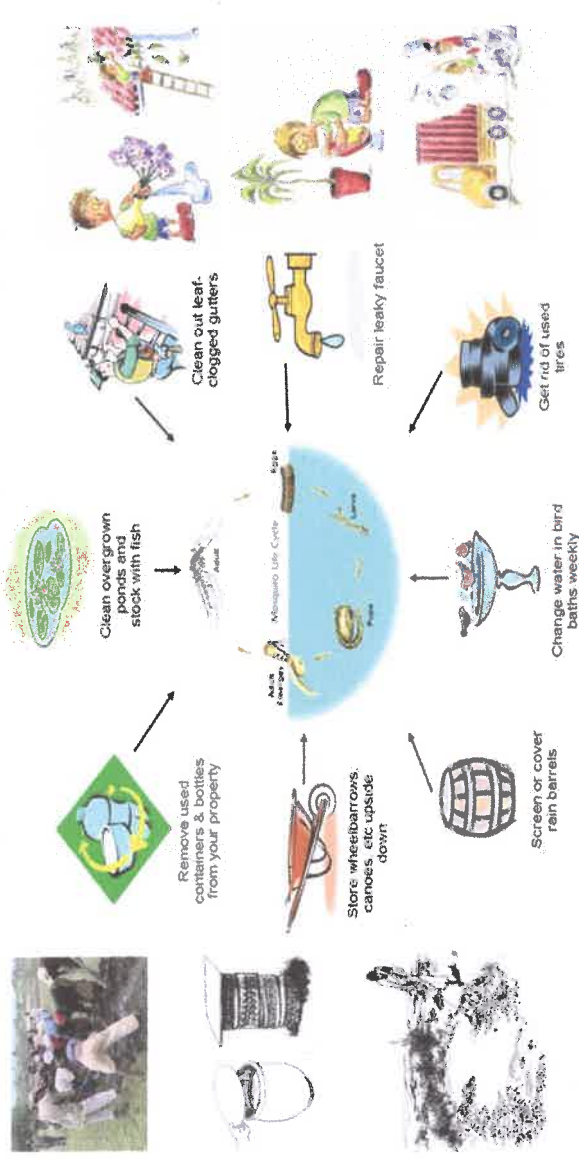 Clean overgrown
ponds and
stock with fish
Clean out leaf-
clogged gutters
Repair leaky faucet
Get rid of used
tires
Change water in bird
baths weekly
Screen or cover
rain barrels
Store wheelbarrows,
canoes, etc upside
down
Remove used
containers & bottles
from your property
Mosquito Life Cycle
Adult
Eggs
Larva
Pupa
Adult
Emerges